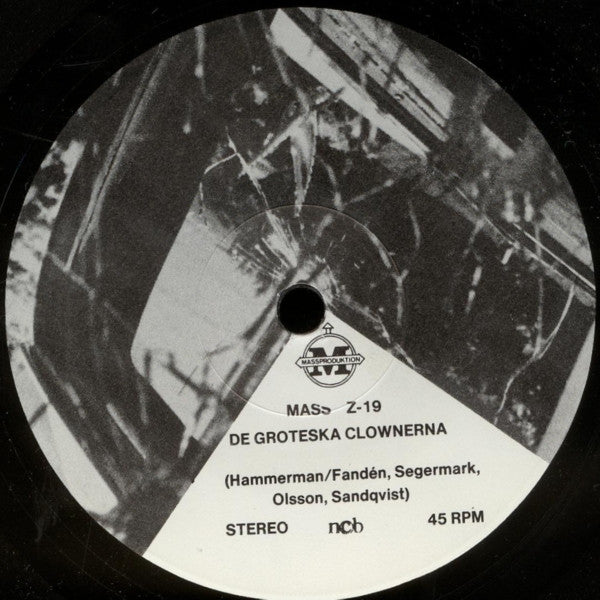 MASSPRODUKTION
M
MASS Z-19
DE GROTESKA CLOWNERNA
(Hammerman/Fandén, Segermark,
Olsson, Sandqvist)
STEREO ncb 45 RPM